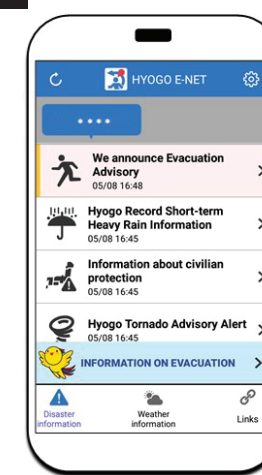 HYOGO E-NET
We announce Evacuation
Advisory
05/08 16:48
Hyogo Record Short-term
Heavy Rain Information
05/08 16:45
Information about civilian
protection
05/08 16:45
Hyogo Tornado Advisory Alert
05/08 16:45
INFORMATION ON EVACUATION
Disaster
information
Weather
information
Links